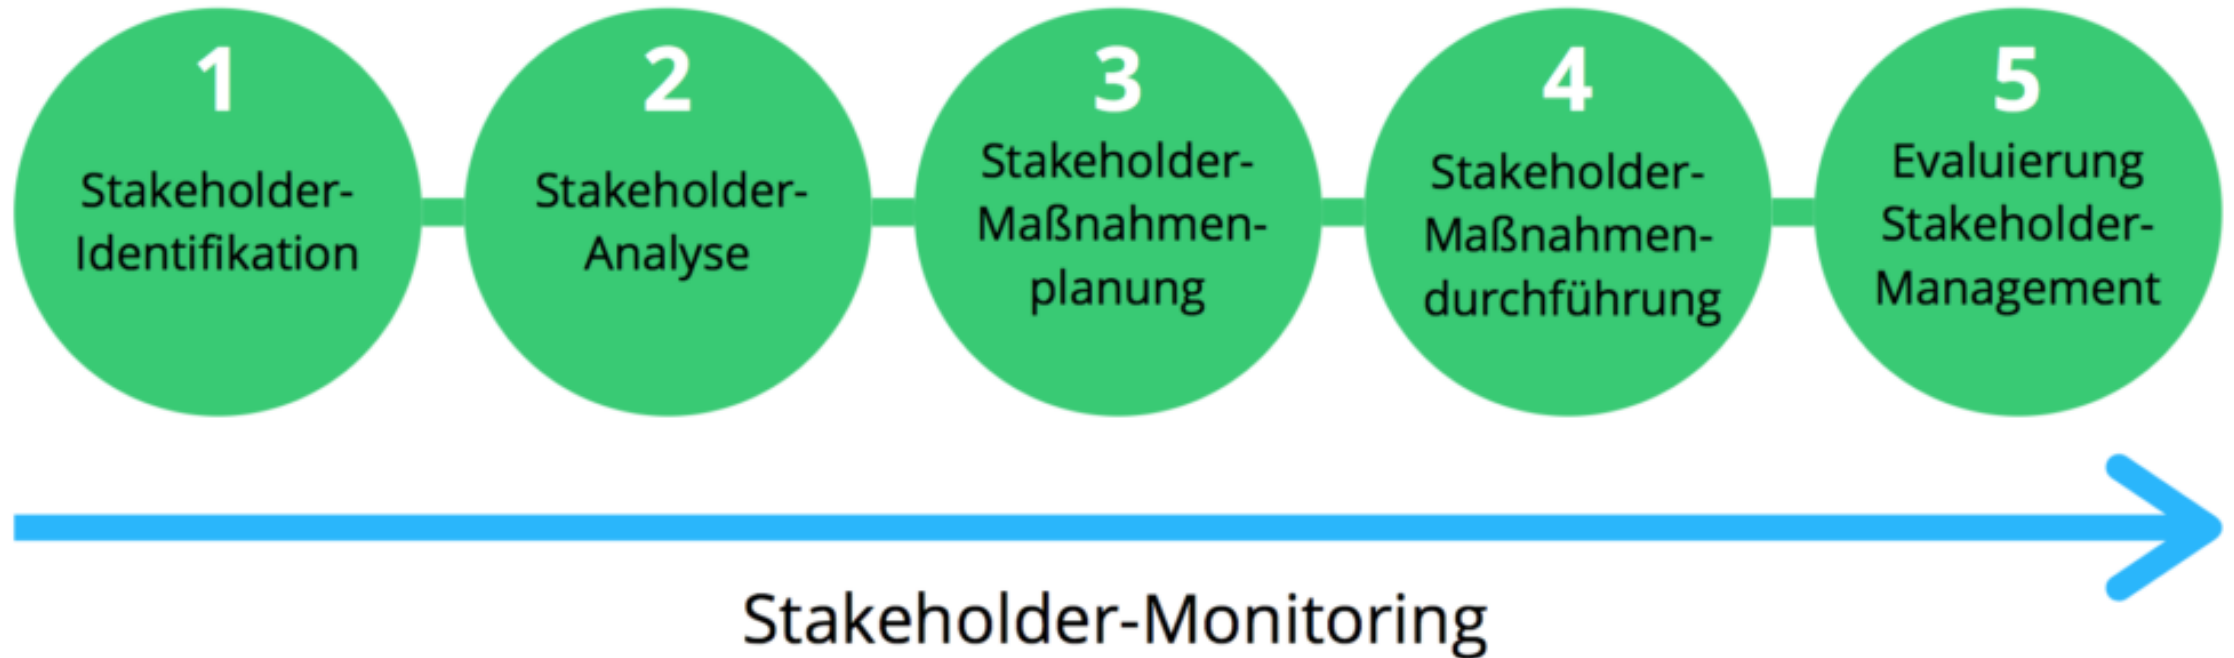 1
Stakeholder-
Identifikation
2
Stakeholder-
Analyse
3
Stakeholder-
Maßnahmen-
planung
4
Stakeholder-
Maßnahmen-
durchführung
5
Evaluierung
Stakeholder-
Management
Stakeholder-Monitoring